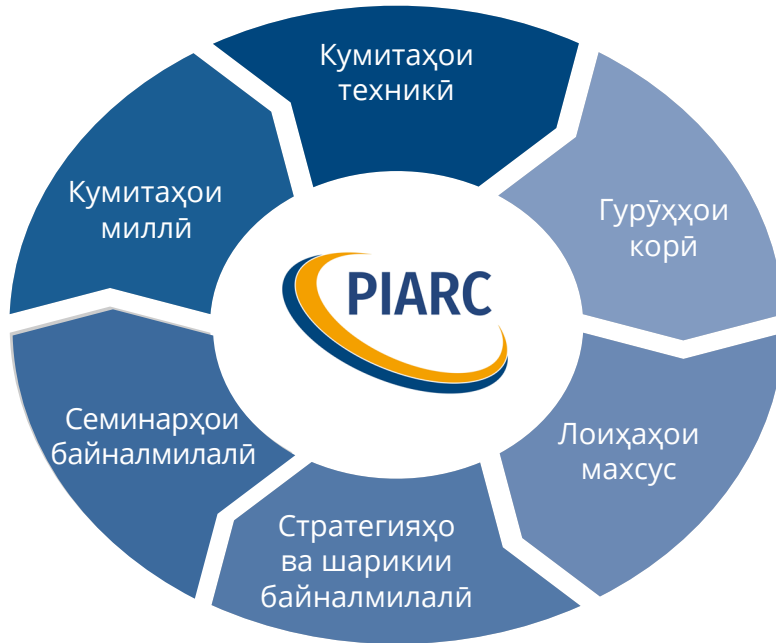 Кумитаҳои
техникӣ
Гурӯҳҳои
корӣ
Лоиҳаҳои
махсус
Стратегияҳо
ва шарикии
байналмилалӣ
Семинарҳои
байналмилалӣ
Кумитаҳои
миллӣ
PIARC